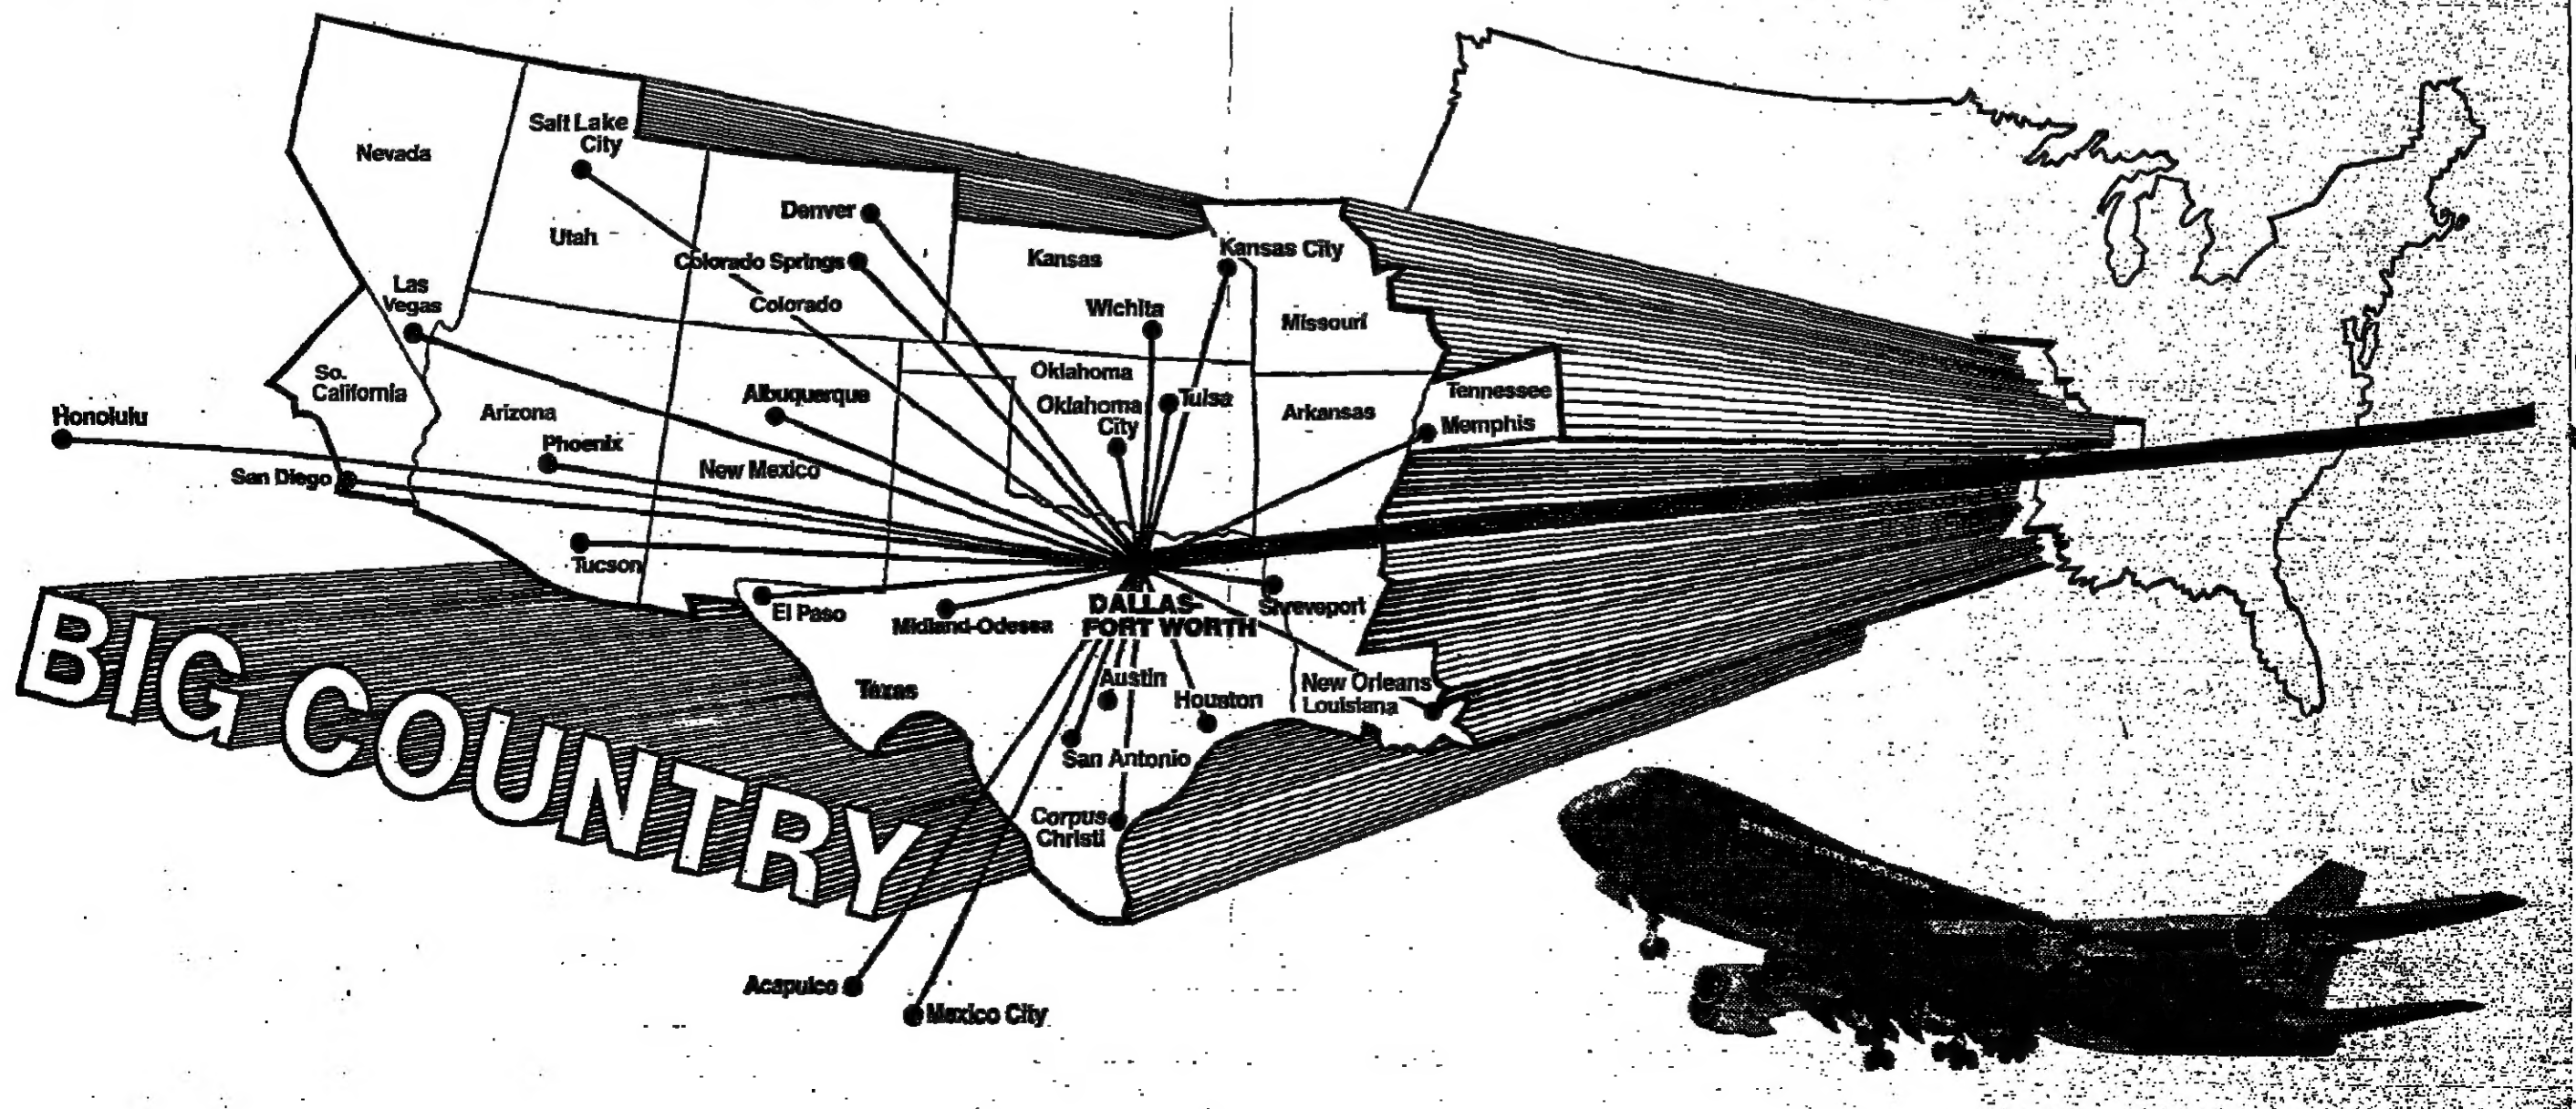 Salt Lake
City
Nevada
Denver
Utah
Colorado Springs
Kansas
Kansas City
Las
Vegas
Colorado
Wichita
Missouri
So.
California
Oklahoma
Albuquerque
Tennessee
Honolulu
Arizona
Oklahoma
City
Tulsa
Arkansas
Memphis
Phoenix
San Diego
New Mexico
Tucson
El Paso
Midland-Odessa
DALLAS-
FORT WORTH
Shreveport
BIG COUNTRY
Texas
Austin
Houston
New Orleans
Louisiana
San Antonio
Corpus
Christi
Acapulco
Mexico City